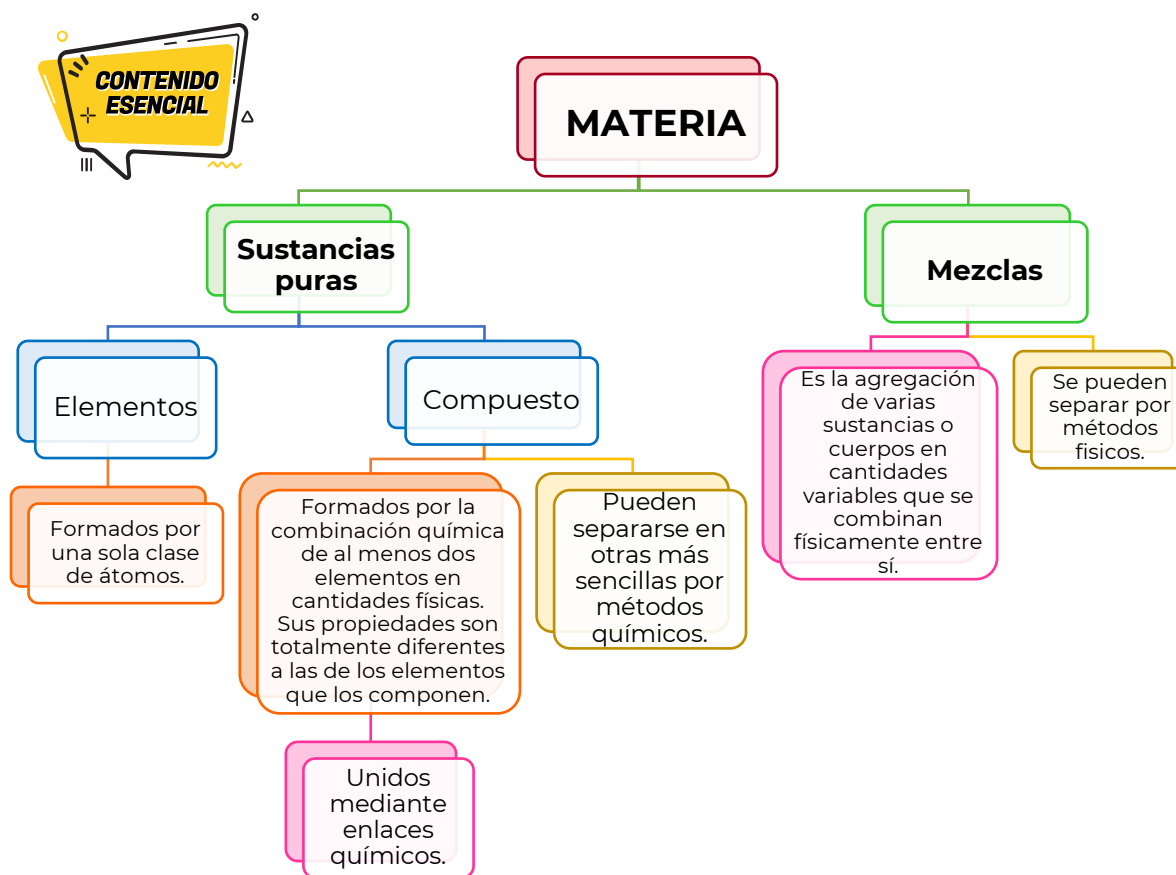 CONTENIDO
ESENCIAL
MATERIA
Sustancias
puras
Mezclas
Elementos
Compuesto
Formados por
una sola clase
de átomos.
Formados por la
combinación química
de al menos dos
elementos en
cantidades físicas.
Sus propiedades son
totalmente diferentes
a las de los elementos
que los componen.
Unidos
mediante
enlaces
químicos.
Pueden
separarse en
otras más
sencillas por
métodos
químicos.
Es la agregación
de varias
sustancias o
cuerpos en
cantidades
variables que se
combinan
físicamente entre
sí.
Se pueden
separar por
métodos
fisicos.